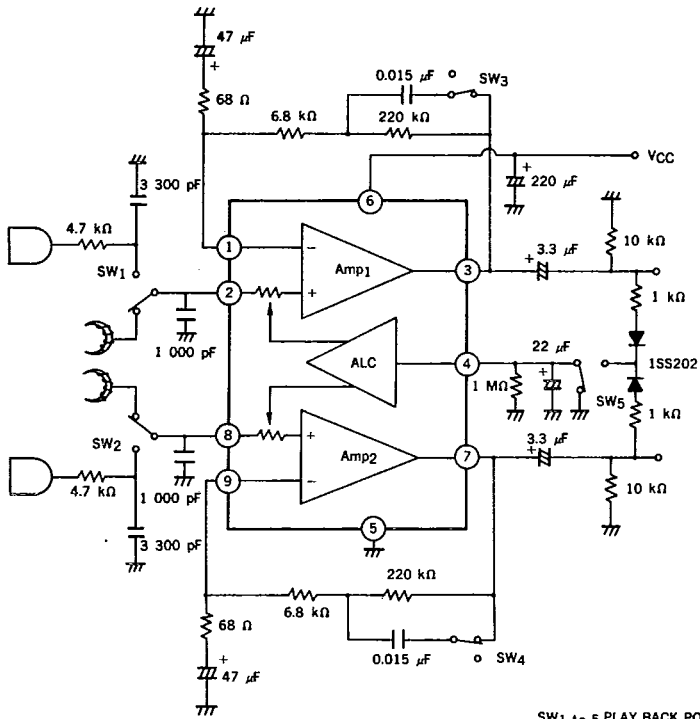 47 μF
+
68 Ω
0.015 μF
SW3
6.8 kΩ
220 kΩ
VCC
+
220 μF
3 300 pF
4.7 kΩ
SW1
6
1
−
Amp1
3
+
3.3 μF
10 kΩ
2
+
1 kΩ
1 000 pF
ALC
4
22 μF
+
1SS202
1 MΩ
SW5
1 kΩ
SW2
8
+
Amp2
7
3.3 μF
+
9
−
4.7 kΩ
1 000 pF
10 kΩ
3 300 pF
5
220 kΩ
6.8 kΩ
68 Ω
0.015 μF
SW4
+
47 μF